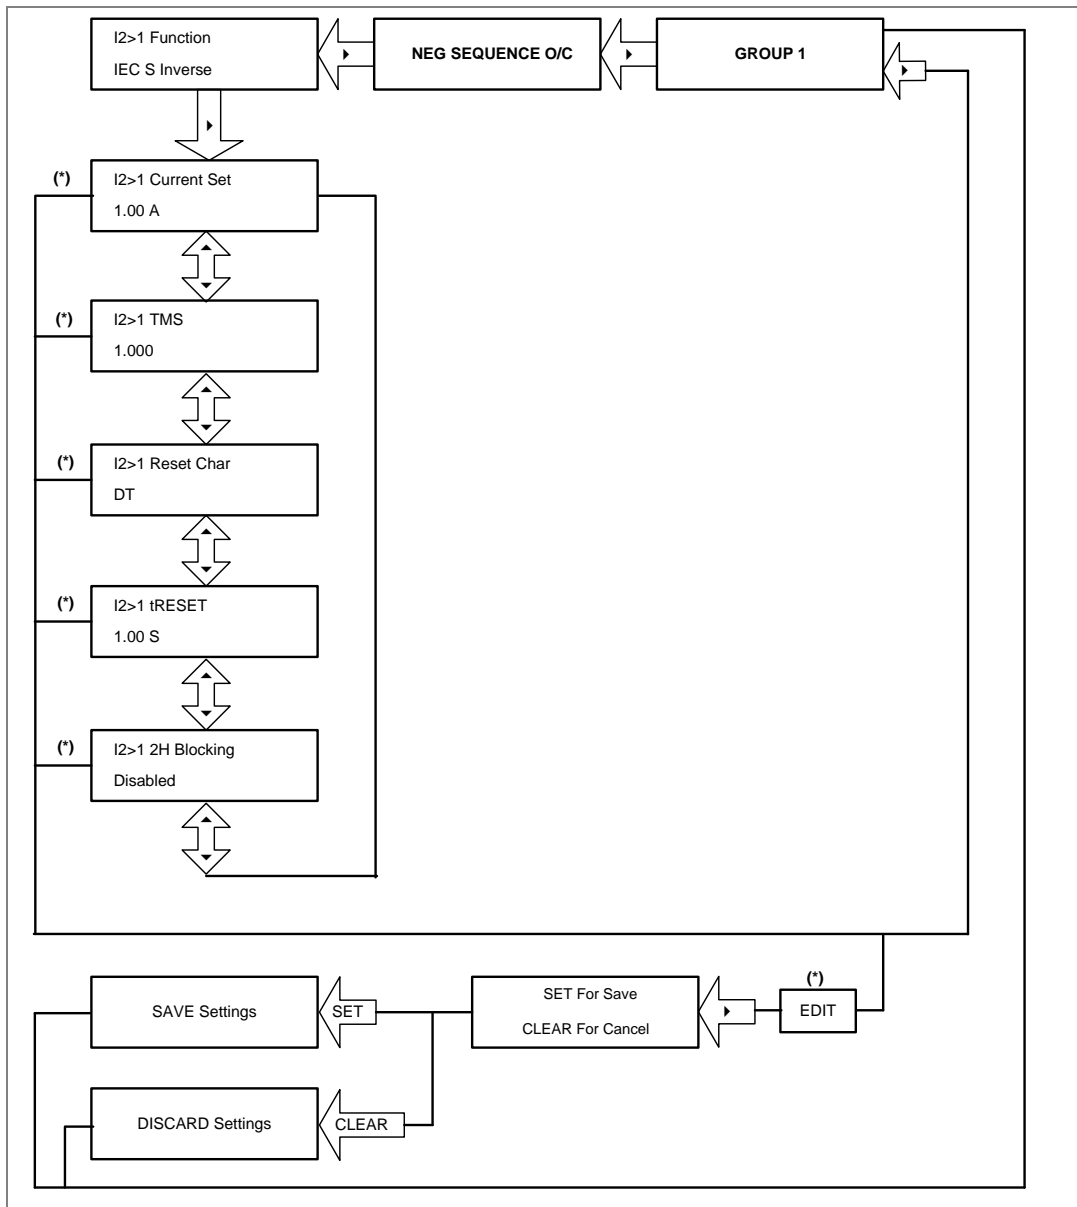 I2>1 Function
IEC S Inverse
NEG SEQUENCE O/C
GROUP 1
(*)
I2>1 Current Set
1.00 A
(*)
I2>1 TMS
1.000
(*)
I2>1 Reset Char
DT
(*)
I2>1 tRESET
1.00 S
(*)
I2>1 2H Blocking
Disabled
SAVE Settings
SET
SET For Save
CLEAR For Cancel
(*)
EDIT
DISCARD Settings
CLEAR